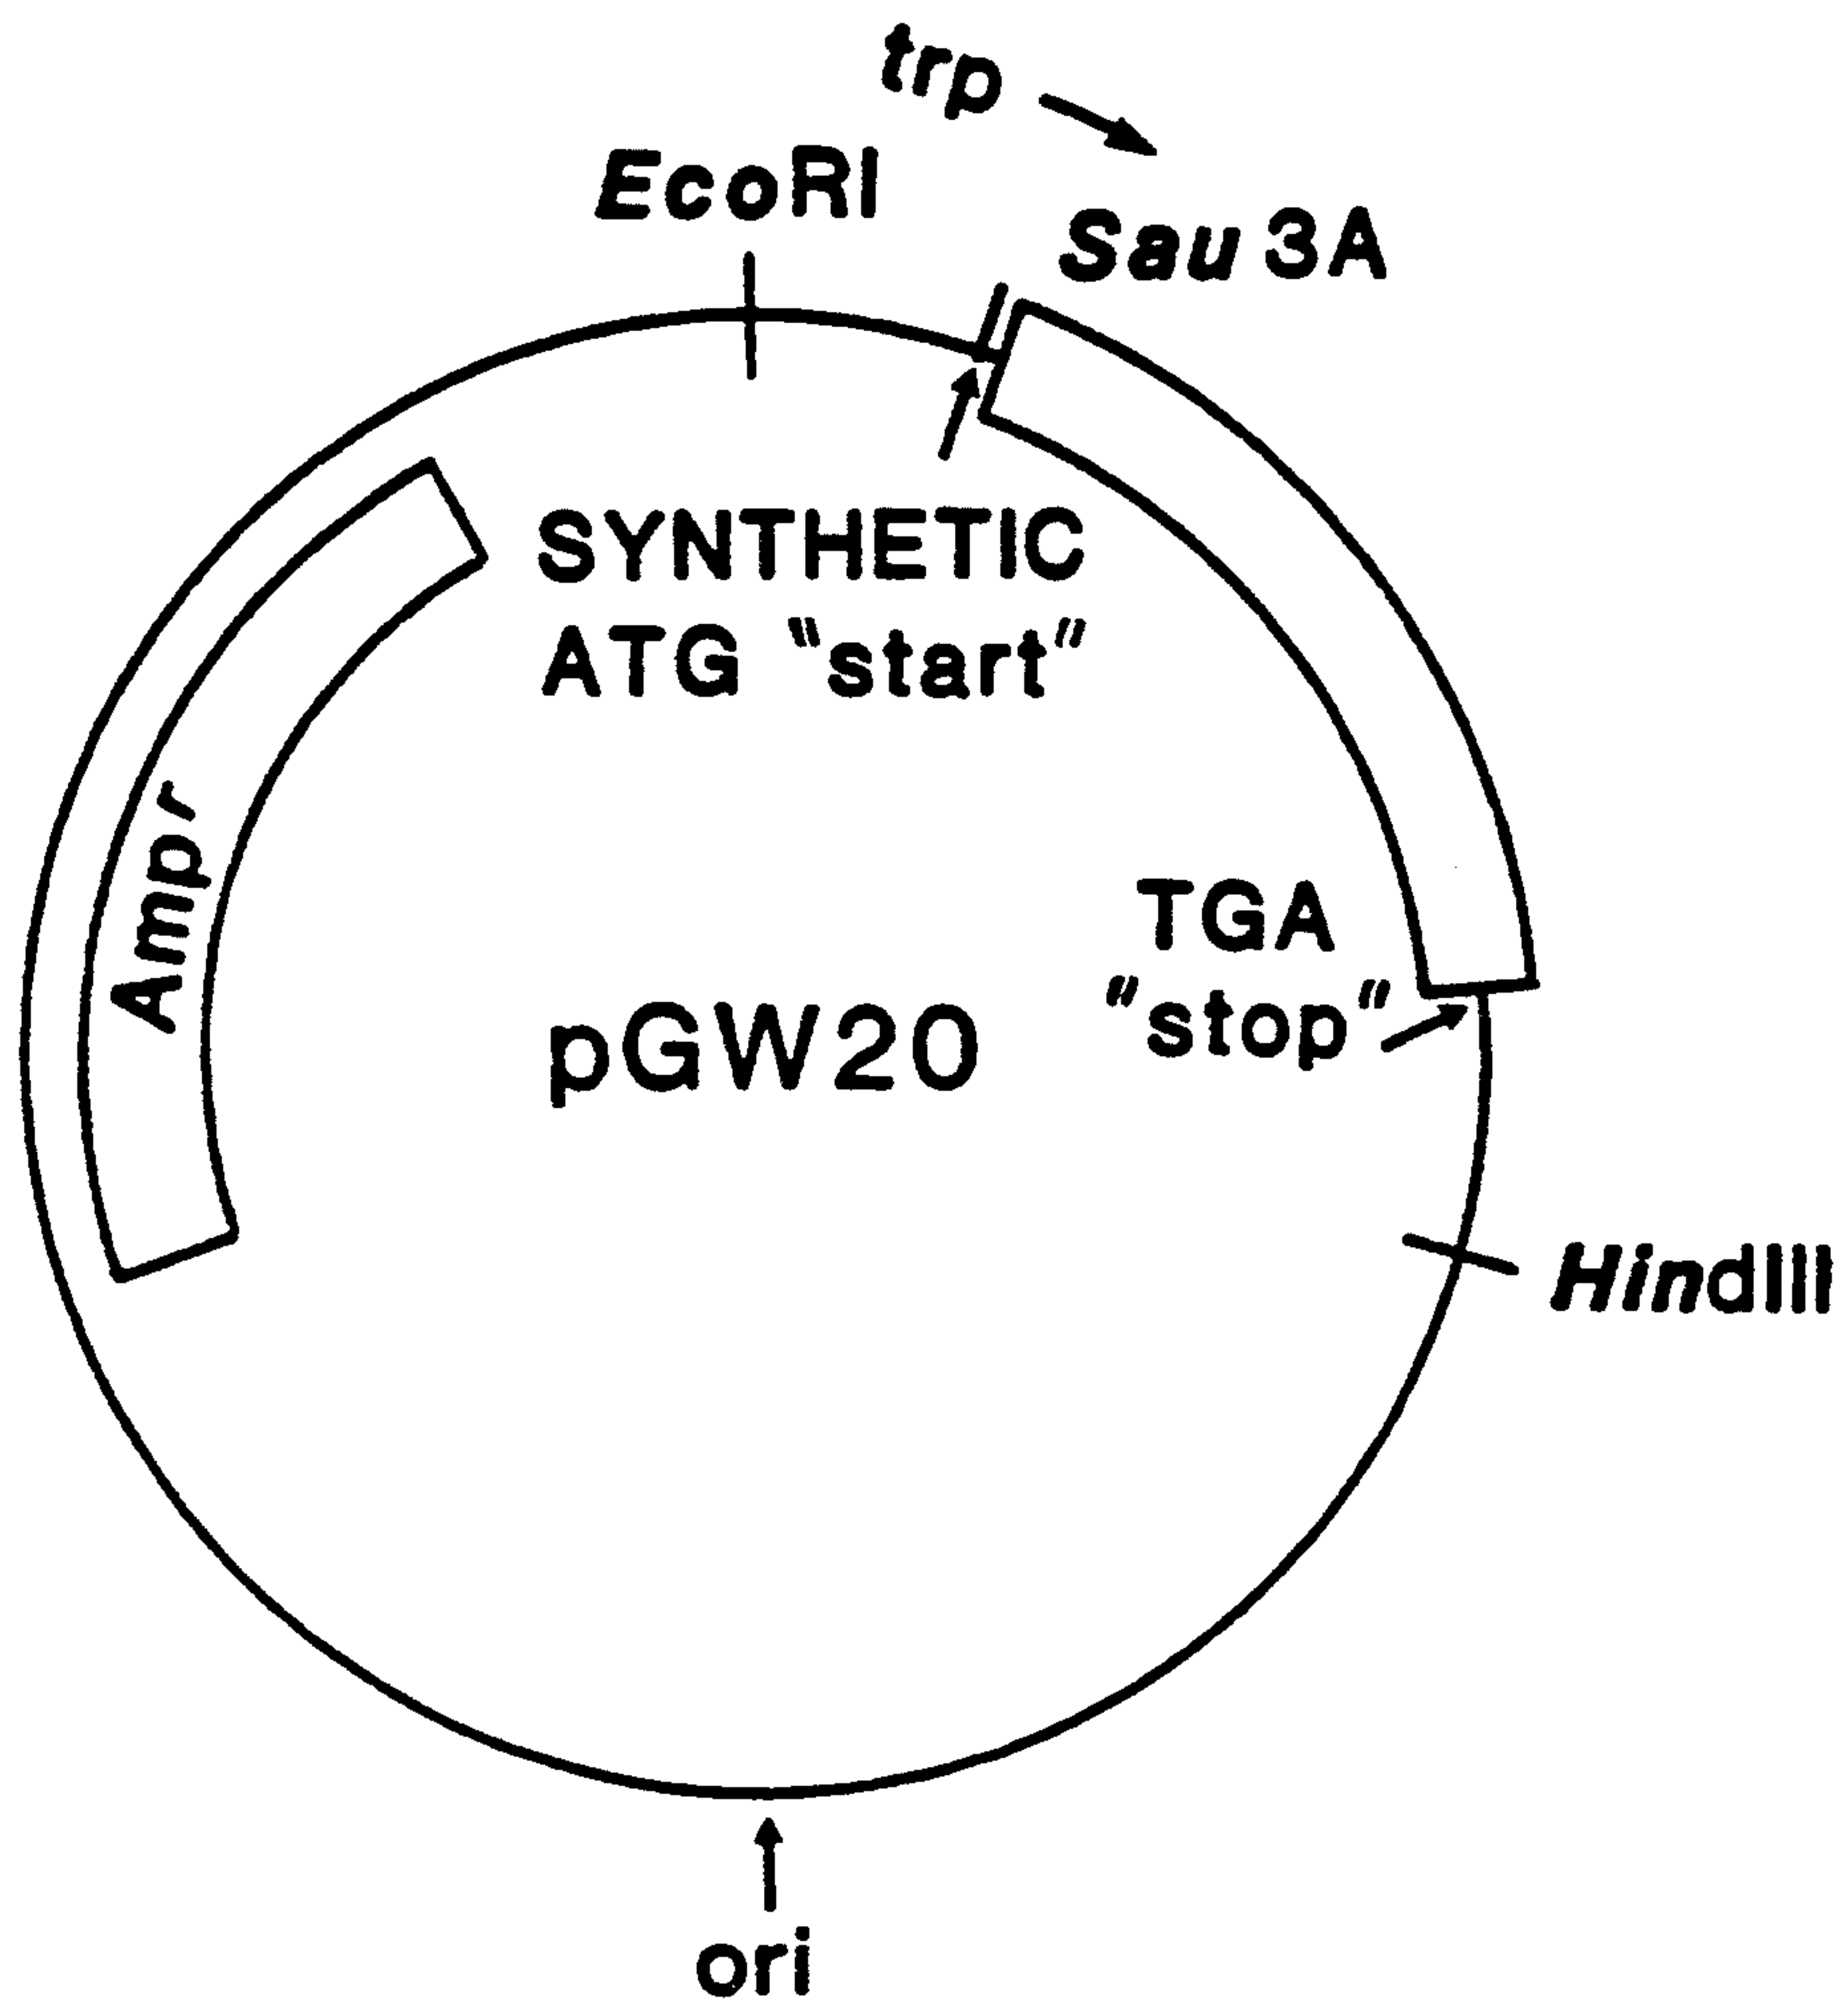 trp
EcoRI
Sau 3A
SYNTHETIC
ATG "start"
Ampr
TGA
"stop"
pGW20
HindIII
ori